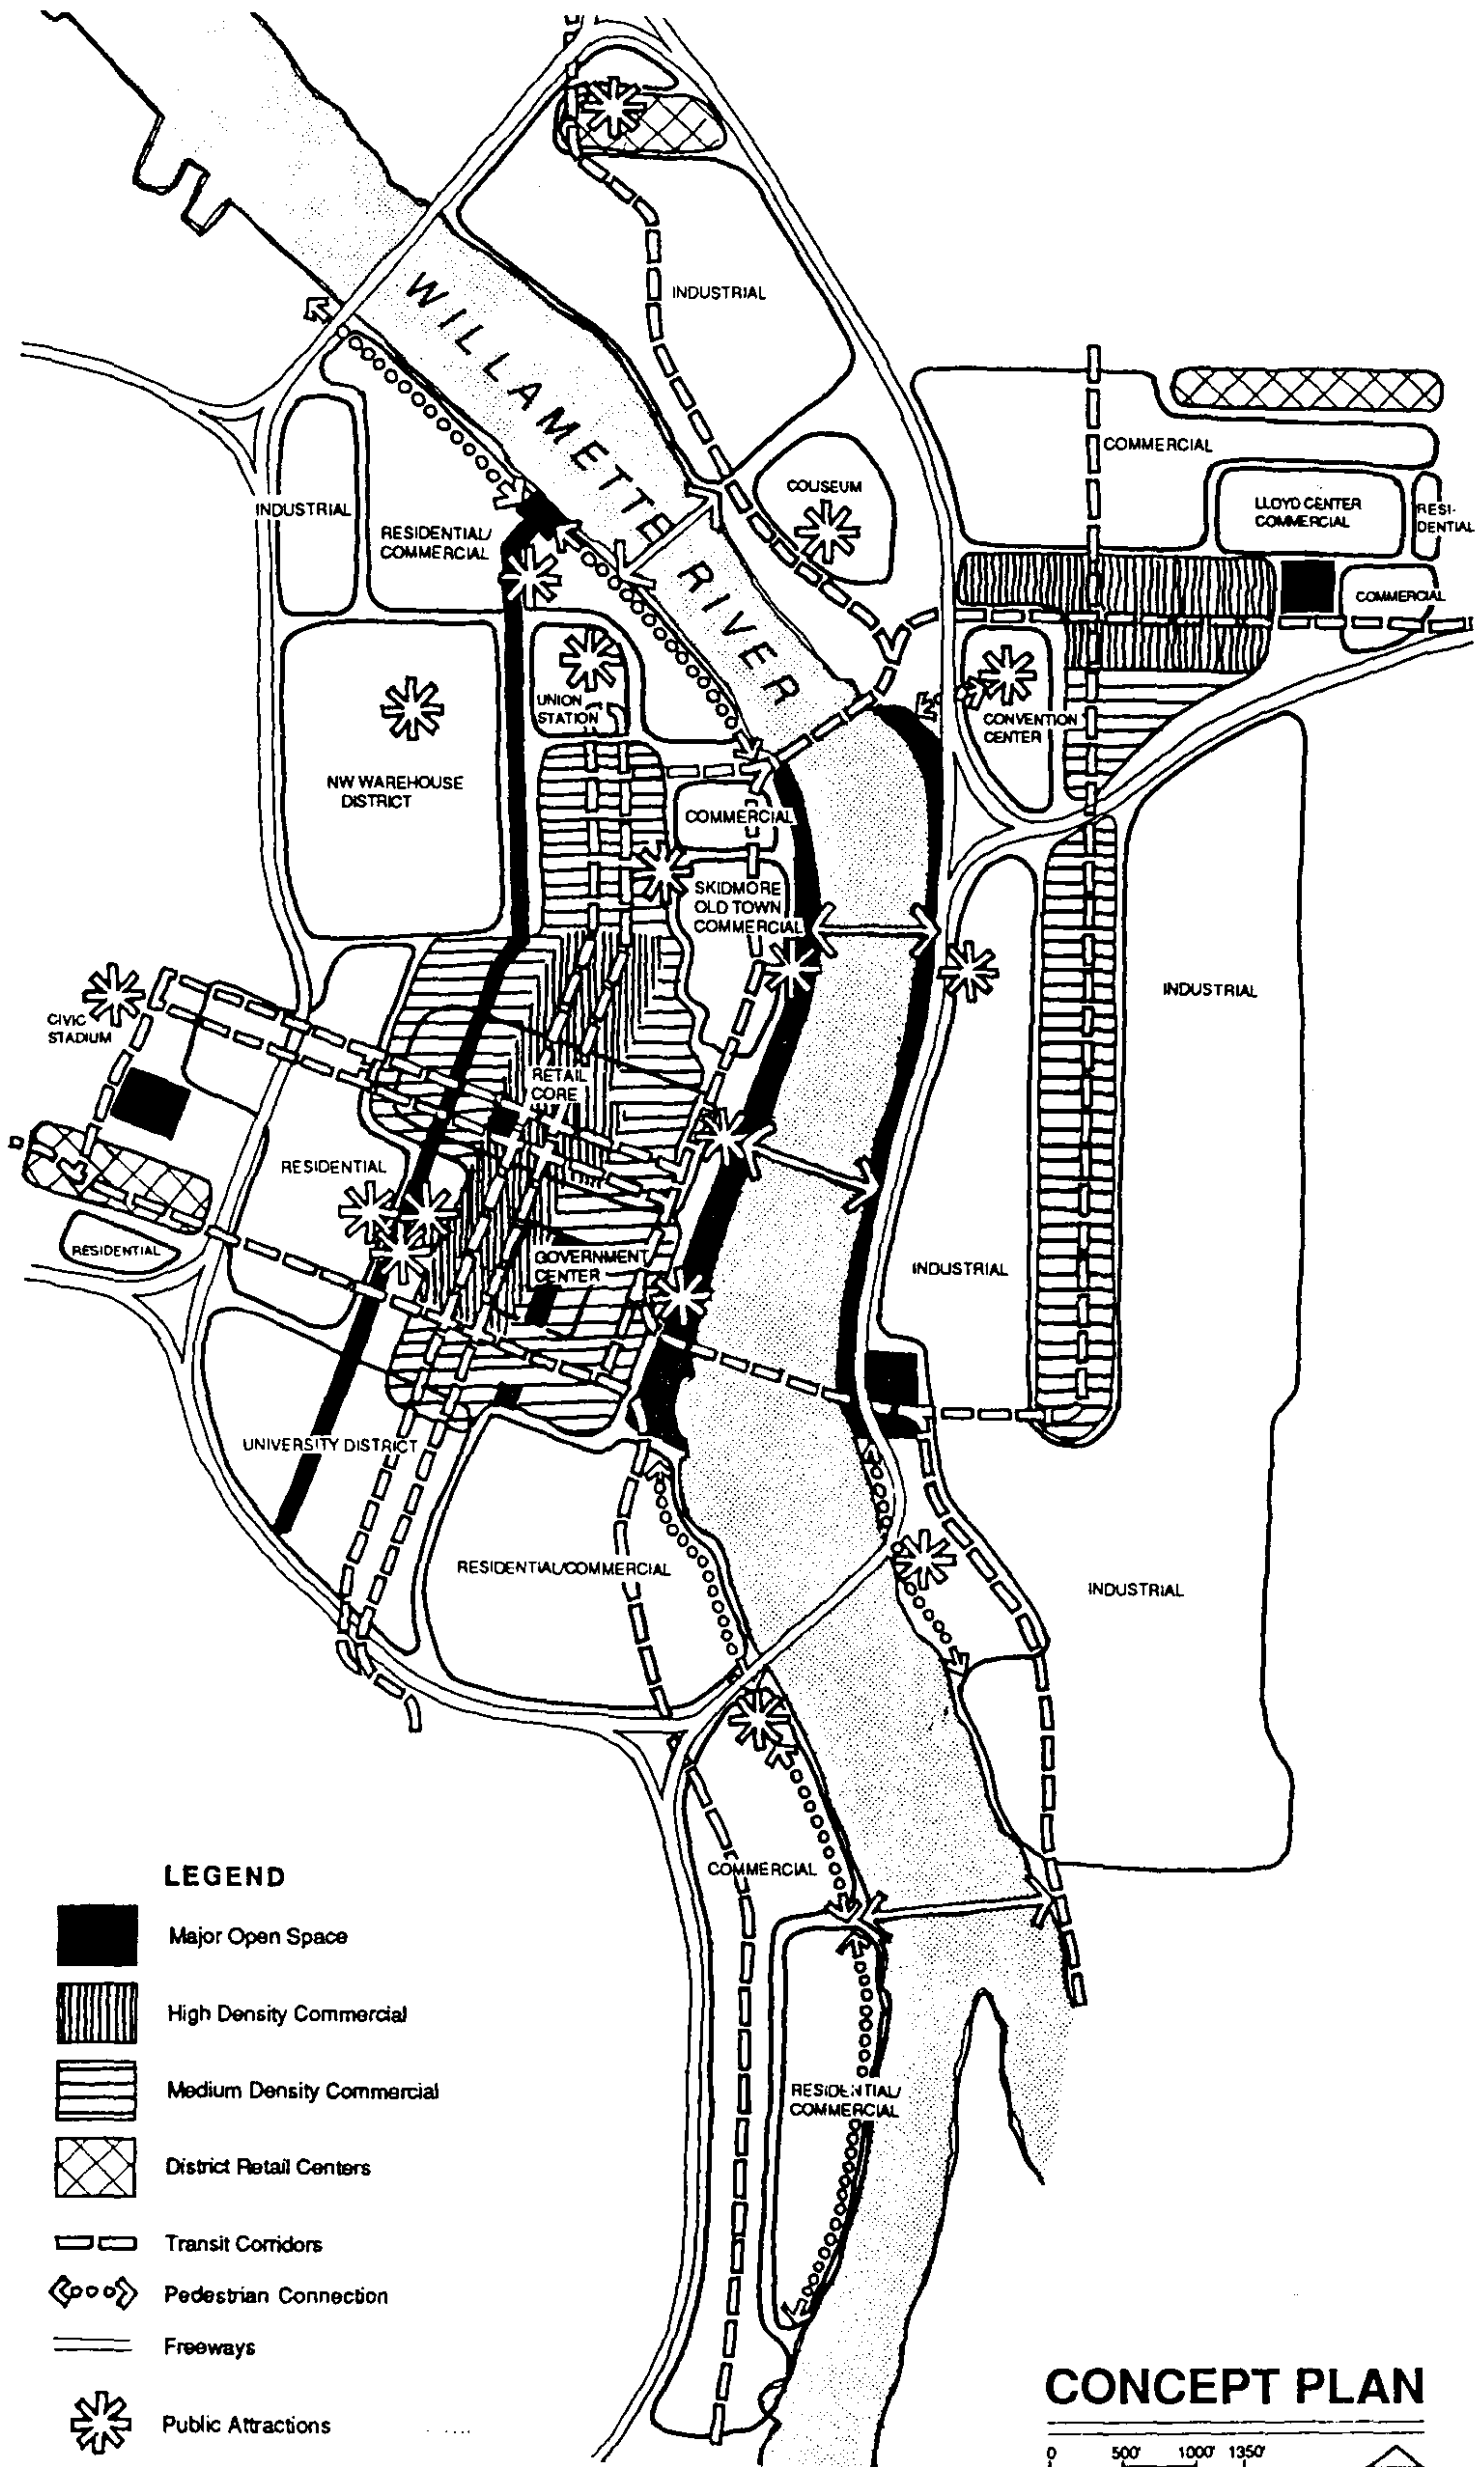 INDUSTRIAL
WILLAMETTE RIVER
COMMERCIAL
COLISEUM
LLOYD CENTER
COMMERCIAL
RESI-
DENTIAL
INDUSTRIAL
RESIDENTIAL/
COMMERCIAL
COMMERCIAL
UNION
STATION
CONVENTION
CENTER
NW WAREHOUSE
DISTRICT
COMMERCIAL
SKIDMORE
OLD TOWN
COMMERCIAL
INDUSTRIAL
CIVIC
STADIUM
RETAIL
CORE
RESIDENTIAL
RESIDENTIAL
GOVERNMENT
CENTER
INDUSTRIAL
UNIVERSITY DISTRICT
RESIDENTIAL/COMMERCIAL
INDUSTRIAL
COMMERCIAL
RESIDENTIAL/
COMMERCIAL
LEGEND
Major Open Space
High Density Commercial
Medium Density Commercial
District Retail Centers
Transit Corridors
Pedestrian Connection
Freeways
Public Attractions
CONCEPT PLAN
0 500' 1000' 1350'